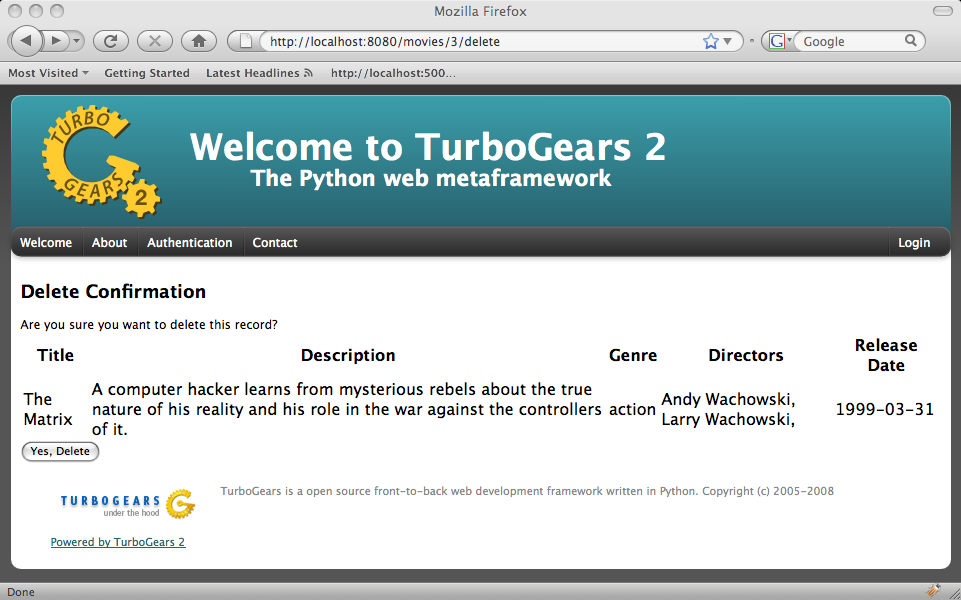 Mozilla Firefox
http://localhost:8080/movies/3/delete
G Google
Most Visited Getting Started Latest Headlines http://localhost:500...
TURBO
GEARS
2
Welcome to TurboGears 2
The Python web metaframework
Welcome About Authentication Contact Login
Delete Confirmation
Are you sure you want to delete this record?
Title Description Genre Directors Release
Date
The
Matrix
A computer hacker learns from mysterious rebels about the true
nature of his reality and his role in the war against the controllers
of it.
action
Andy Wachowski,
Larry Wachowski,
1999-03-31
Yes, Delete
TURBOGEARS
under the hood
TurboGears is a open source front-to-back web development framework written in Python. Copyright (c) 2005-2008
Powered by TurboGears 2
Done